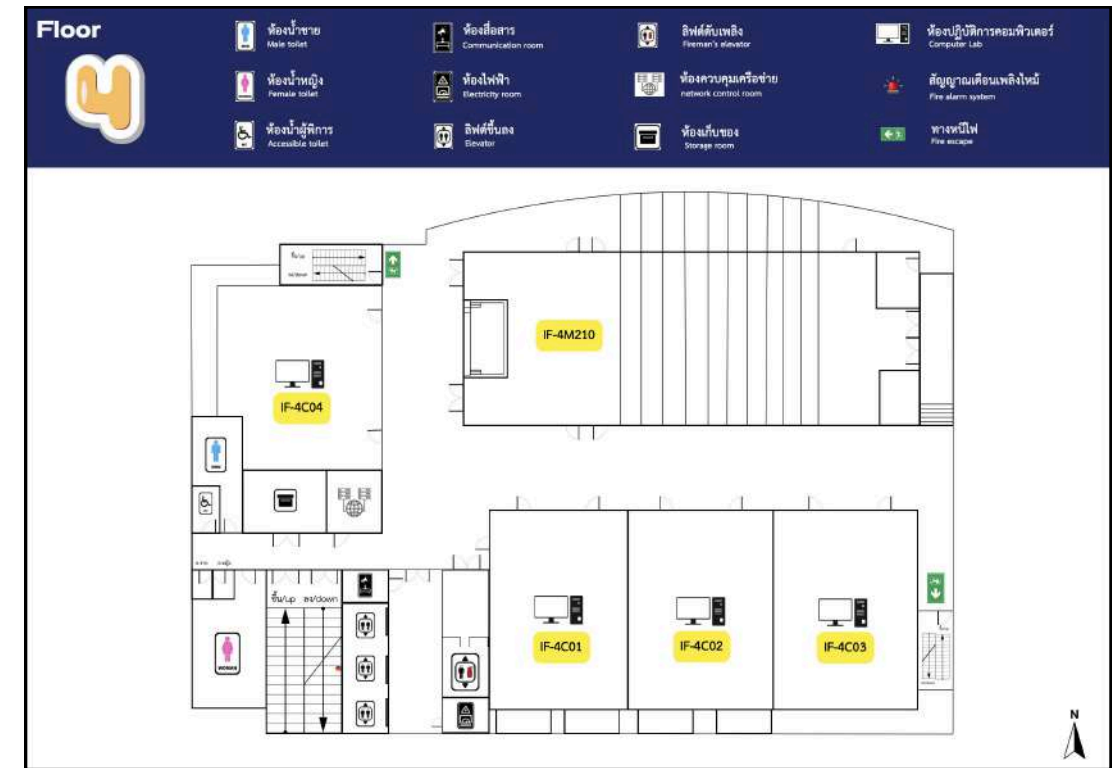 Floor
4
ห้องน้ำชาย
Male toilet
ห้องน้ำหญิง
Female toilet
ห้องน้ำผู้พิการ
Accessible toilet
ห้องสื่อสาร
Communication room
ห้องไฟฟ้า
Electricity room
ลิฟต์ขึ้นลง
Elevator
ลิฟต์ดับเพลิง
Fireman's elevator
ห้องควบคุมเครือข่าย
network control room
ห้องเก็บของ
Storage room
ห้องปฏิบัติการคอมพิวเตอร์
Computer Lab
สัญญาณเตือนเพลิงไหม้
Fire alarm system
ทางหนีไฟ
Fire escape
ขึ้น/up
ลง/down
IF-4M210
IF-4C04
ขึ้น/up ลง/down
WOMAN
IF-4C01
IF-4C02
IF-4C03
N